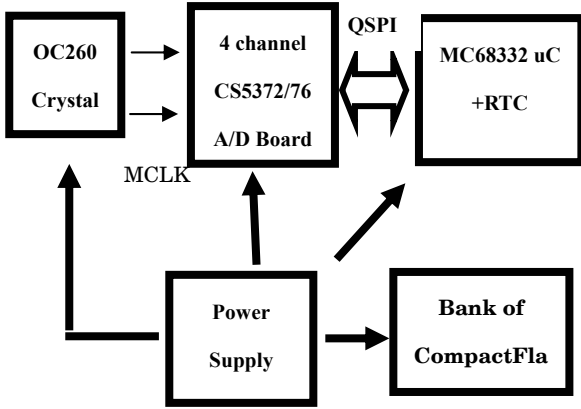 OC260
Crystal
4 channel
CS5372/76
A/D Board
QSPI
MC68332 uC
+RTC
MCLK
Power
Supply
Bank of
CompactFla